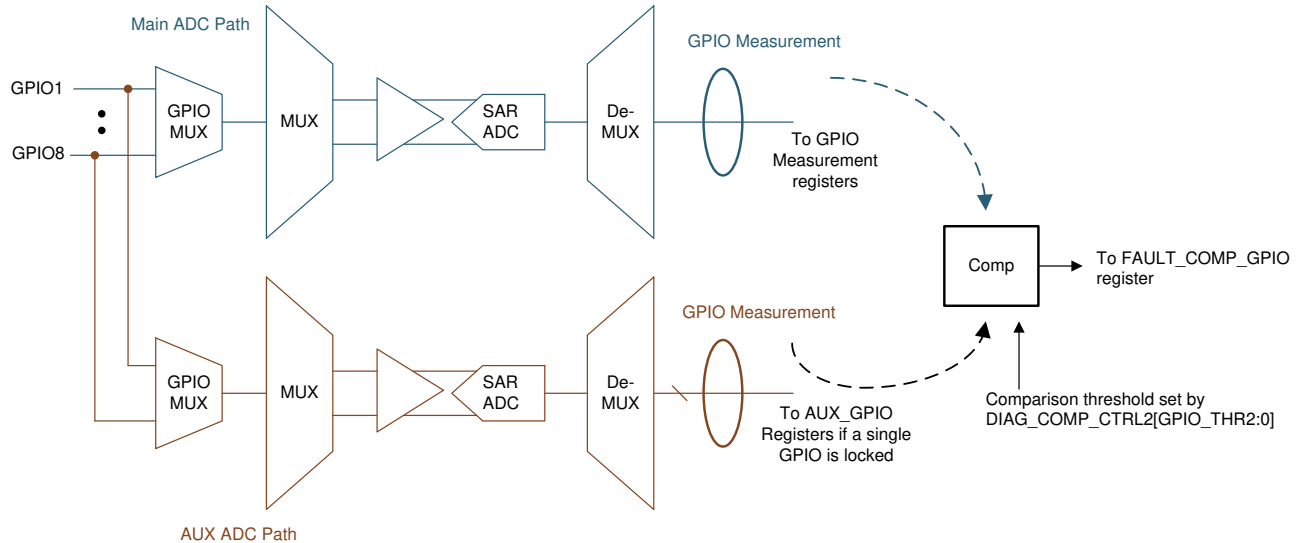 Main ADC Path
GPIO Measurement
GPIO1
GPIO8
GPIO
MUX
MUX
SAR
ADC
De-
MUX
To GPIO
Measurement
registers
Comp
To FAULT_COMP_GPIO
register
GPIO Measurement
GPIO
MUX
MUX
SAR
ADC
De-
MUX
To AUX_GPIO
Registers if a single
GPIO is locked
Comparison threshold set by
DIAG_COMP_CTRL2[GPIO_THR2:0]
AUX ADC Path